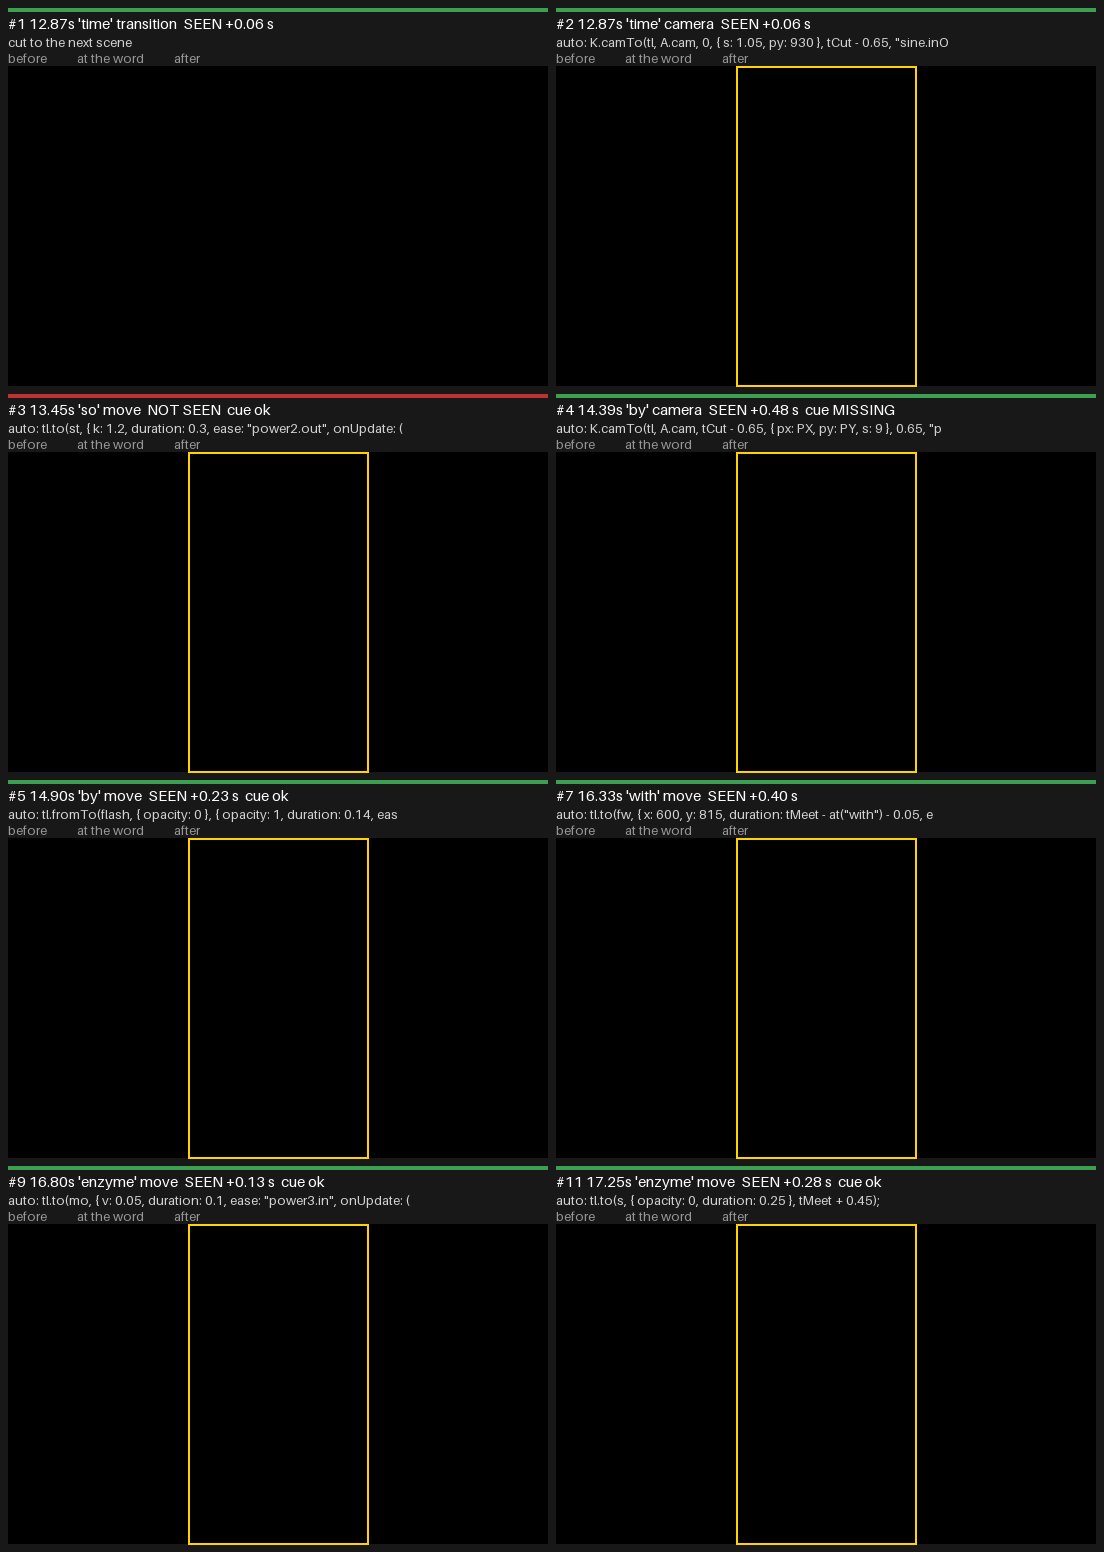 #1 12.87s 'time' transition  SEEN +0.06 s
cut to the next scene
before at the word after
#2 12.87s 'time' camera  SEEN +0.06 s
auto: K.camTo(tl, A.cam, 0, { s: 1.05, py: 930 }, tCut - 0.65, "sine.inO
before at the word after
#3 13.45s 'so' move  NOT SEEN  cue ok
auto: tl.to(st, { k: 1.2, duration: 0.3, ease: "power2.out", onUpdate: (
before at the word after
#4 14.39s 'by' camera  SEEN +0.48 s  cue MISSING
auto: K.camTo(tl, A.cam, tCut - 0.65, { px: PX, py: PY, s: 9 }, 0.65, "p
before at the word after
#5 14.90s 'by' move  SEEN +0.23 s  cue ok
auto: tl.fromTo(flash, { opacity: 0 }, { opacity: 1, duration: 0.14, eas
before at the word after
#7 16.33s 'with' move  SEEN +0.40 s
auto: tl.to(fw, { x: 600, y: 815, duration: tMeet - at("with") - 0.05, e
before at the word after
#9 16.80s 'enzyme' move  SEEN +0.13 s  cue ok
auto: tl.to(mo, { v: 0.05, duration: 0.1, ease: "power3.in", onUpdate: (
before at the word after
#11 17.25s 'enzyme' move  SEEN +0.28 s  cue ok
auto: tl.to(s, { opacity: 0, duration: 0.25 }, tMeet + 0.45);
before at the word after